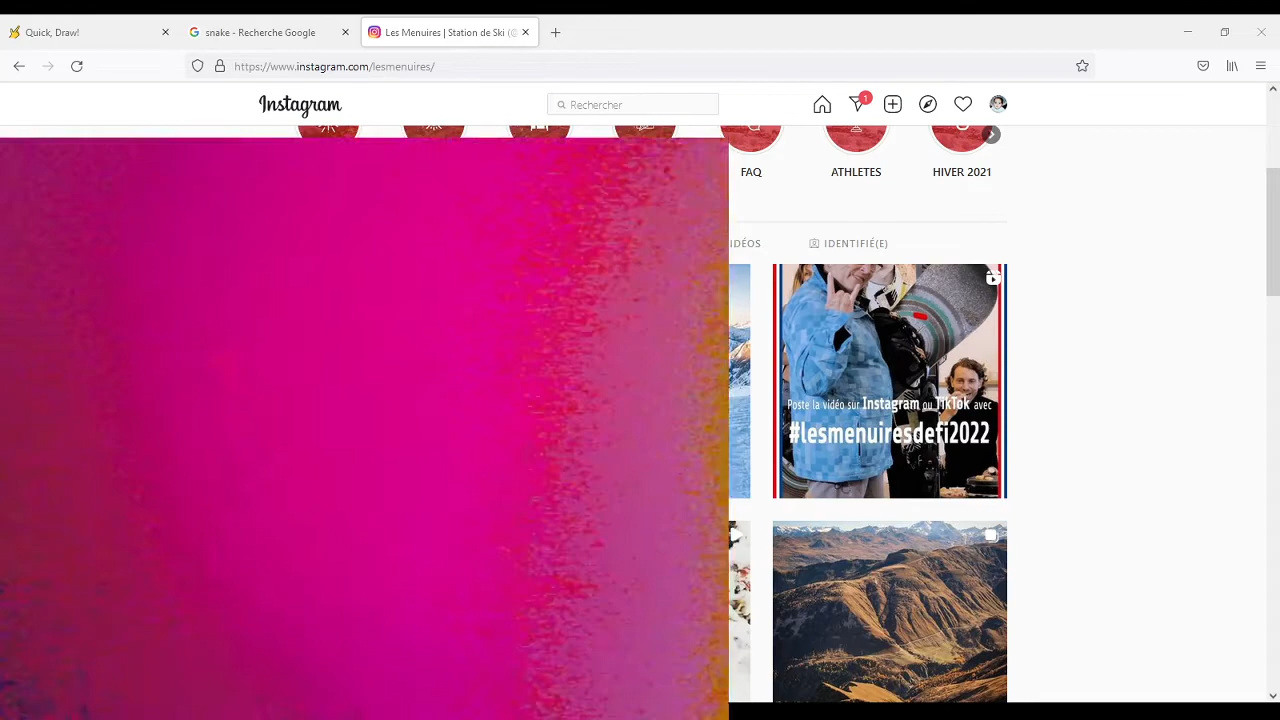 Quick, Draw!
snake - Recherche Google
Les Menuires | Station de Ski (@
https://www.instagram.com/lesmenuires/
Instagram
Rechercher
1
FAQ
ATHLETES
HIVER 2021
IDÉOS
IDENTIFIÉ(E)
Poste la vidéo sur Instagram ou TikTok avec
#lesmenuiresdefi2022